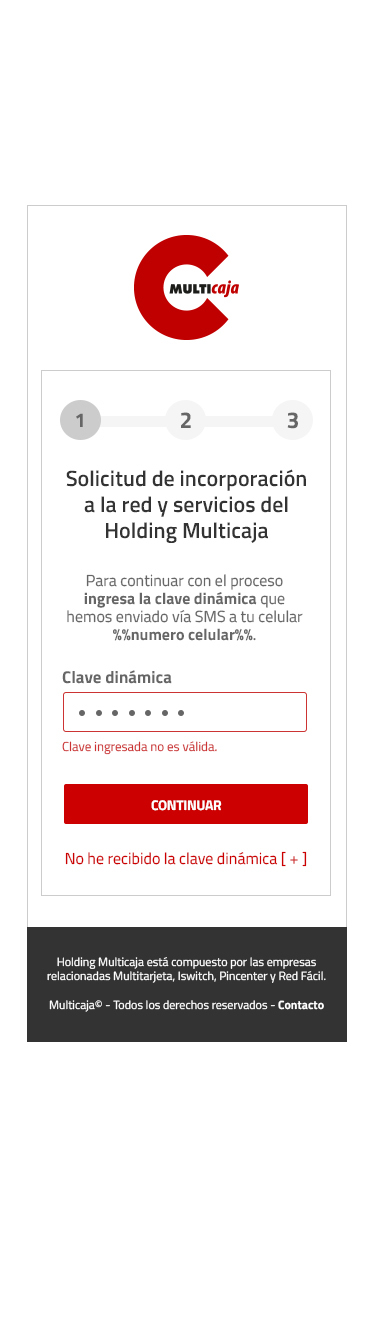 MULTIcaja
1 2 3
Solicitud de incorporación
a la red y servicios del
Holding Multicaja
Para continuar con el proceso
ingresa la clave dinámica que
hemos enviado vía SMS a tu celular
%%numero celular%%.
Clave dinámica
Clave ingresada no es válida.
CONTINUAR
No he recibido la clave dinámica [ + ]
Holding Multicaja está compuesto por las empresas
relacionadas Multitarjeta, Iswitch, Pincenter y Red Fácil.
Multicaja© - Todos los derechos reservados - Contacto